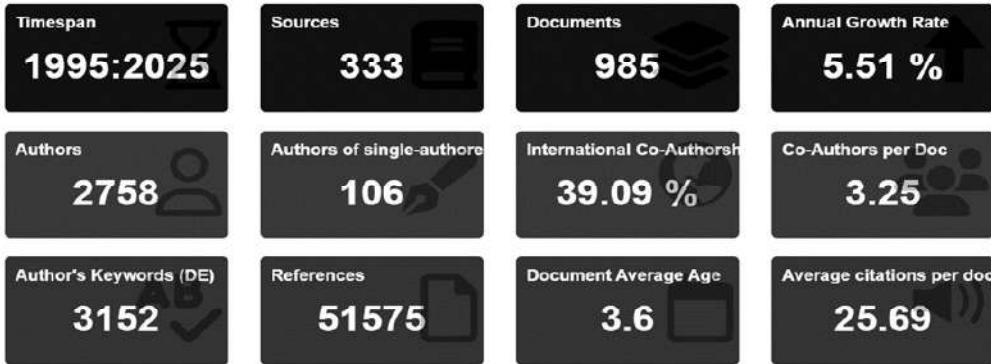 Timespan
1995:2025
Sources
333
Documents
985
Annual Growth Rate
5.51 %
Authors
2758
Authors of single-authore
106
International Co-Authorsh
39.09 %
Co-Authors per Doc
3.25
Author's Keywords (DE)
3152
AB
References
51575
Document Average Age
3.6
Average citations per doc
25.69